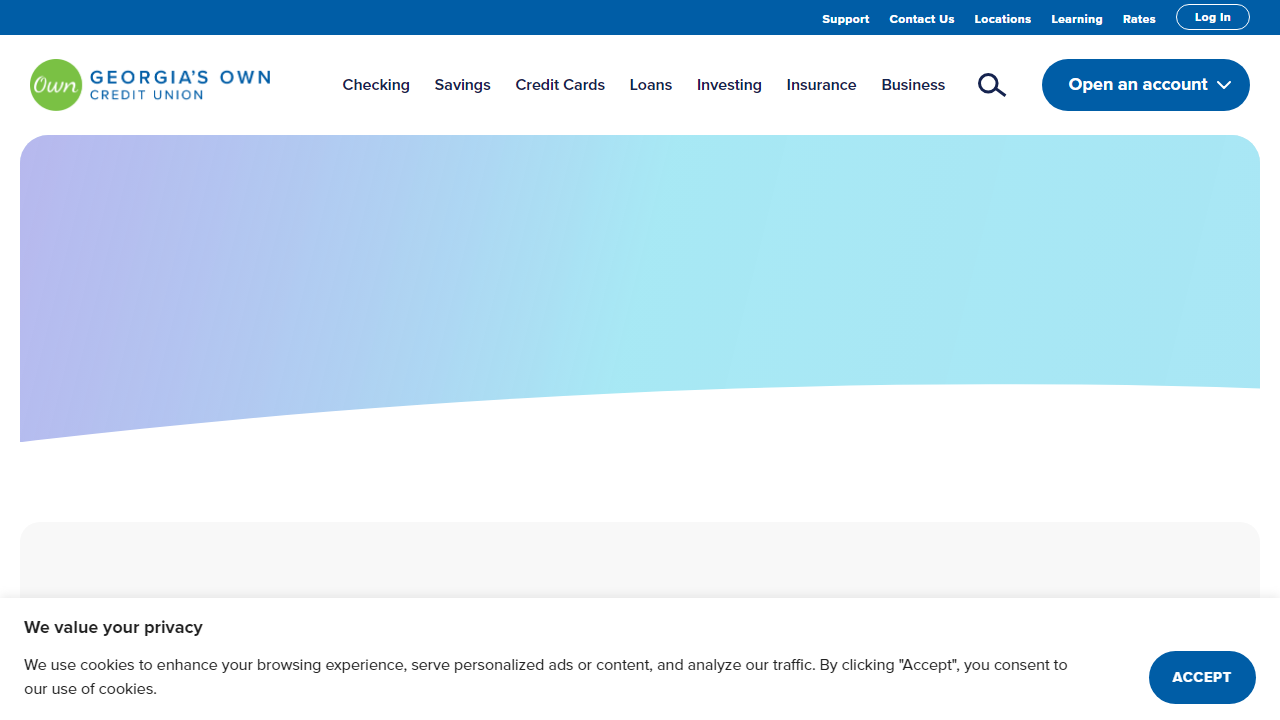 Support Contact Us Locations Learning Rates Log In
Own GEORGIA'S OWN
CREDIT UNION
Checking Savings Credit Cards Loans Investing Insurance Business Open an account
We value your privacy
We use cookies to enhance your browsing experience, serve personalized ads or content, and analyze our traffic. By clicking "Accept", you consent to
our use of cookies.
ACCEPT